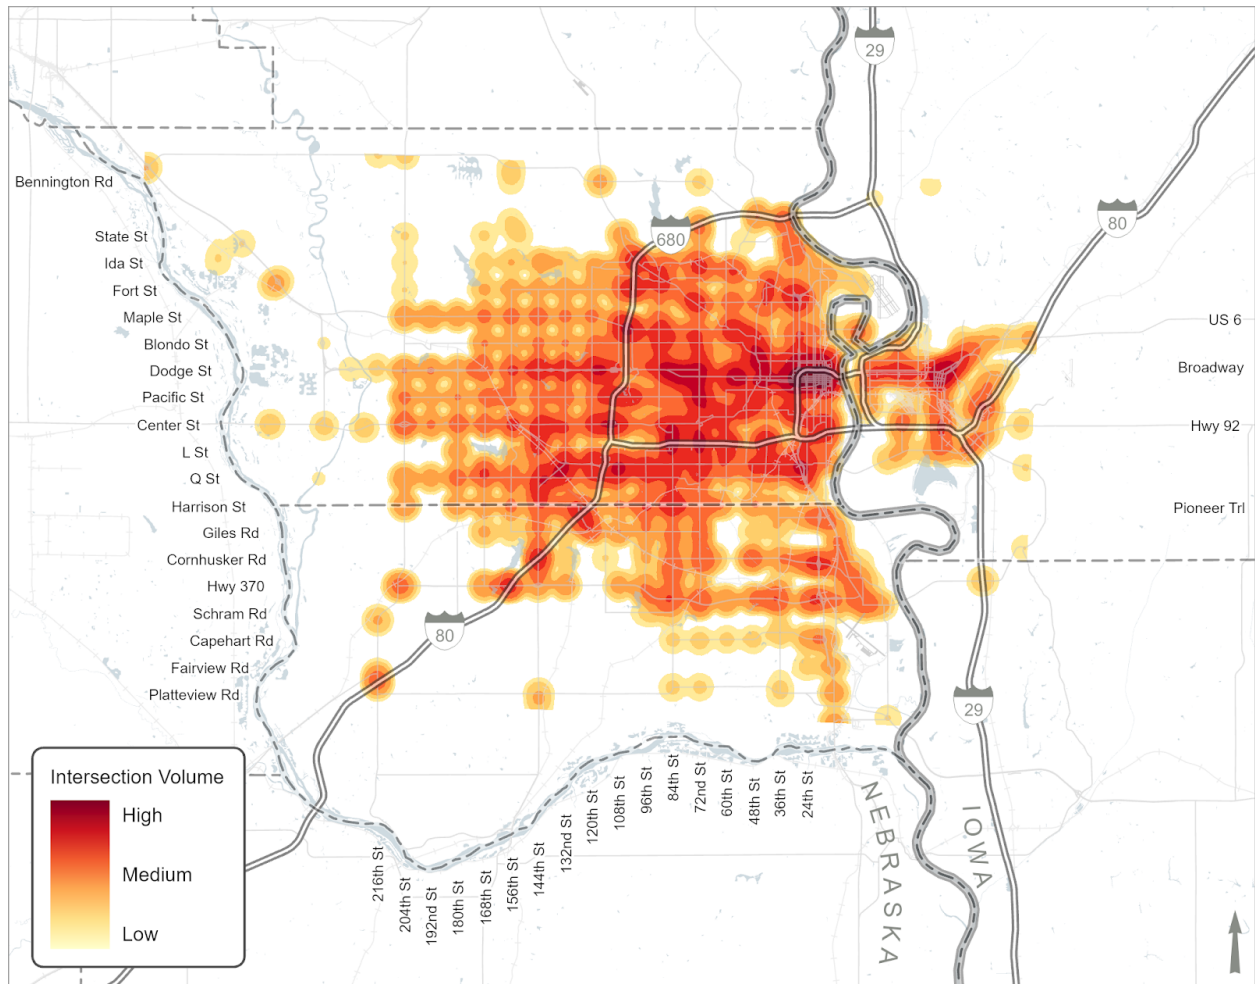 29
80
680
Bennington Rd
State St
Ida St
Fort St
Maple St
Blondo St
Dodge St
Pacific St
Center St
L St
Q St
Harrison St
Giles Rd
Cornhusker Rd
Hwy 370
Schram Rd
Capehart Rd
Fairview Rd
Platteview Rd
US 6
Broadway
Hwy 92
Pioneer Trl
80
29
216th St
204th St
192nd St
180th St
168th St
156th St
144th St
132nd St
120th St
108th St
96th St
84th St
72nd St
60th St
48th St
36th St
24th St
NEBRASKA
IOWA
Intersection Volume
High
Medium
Low